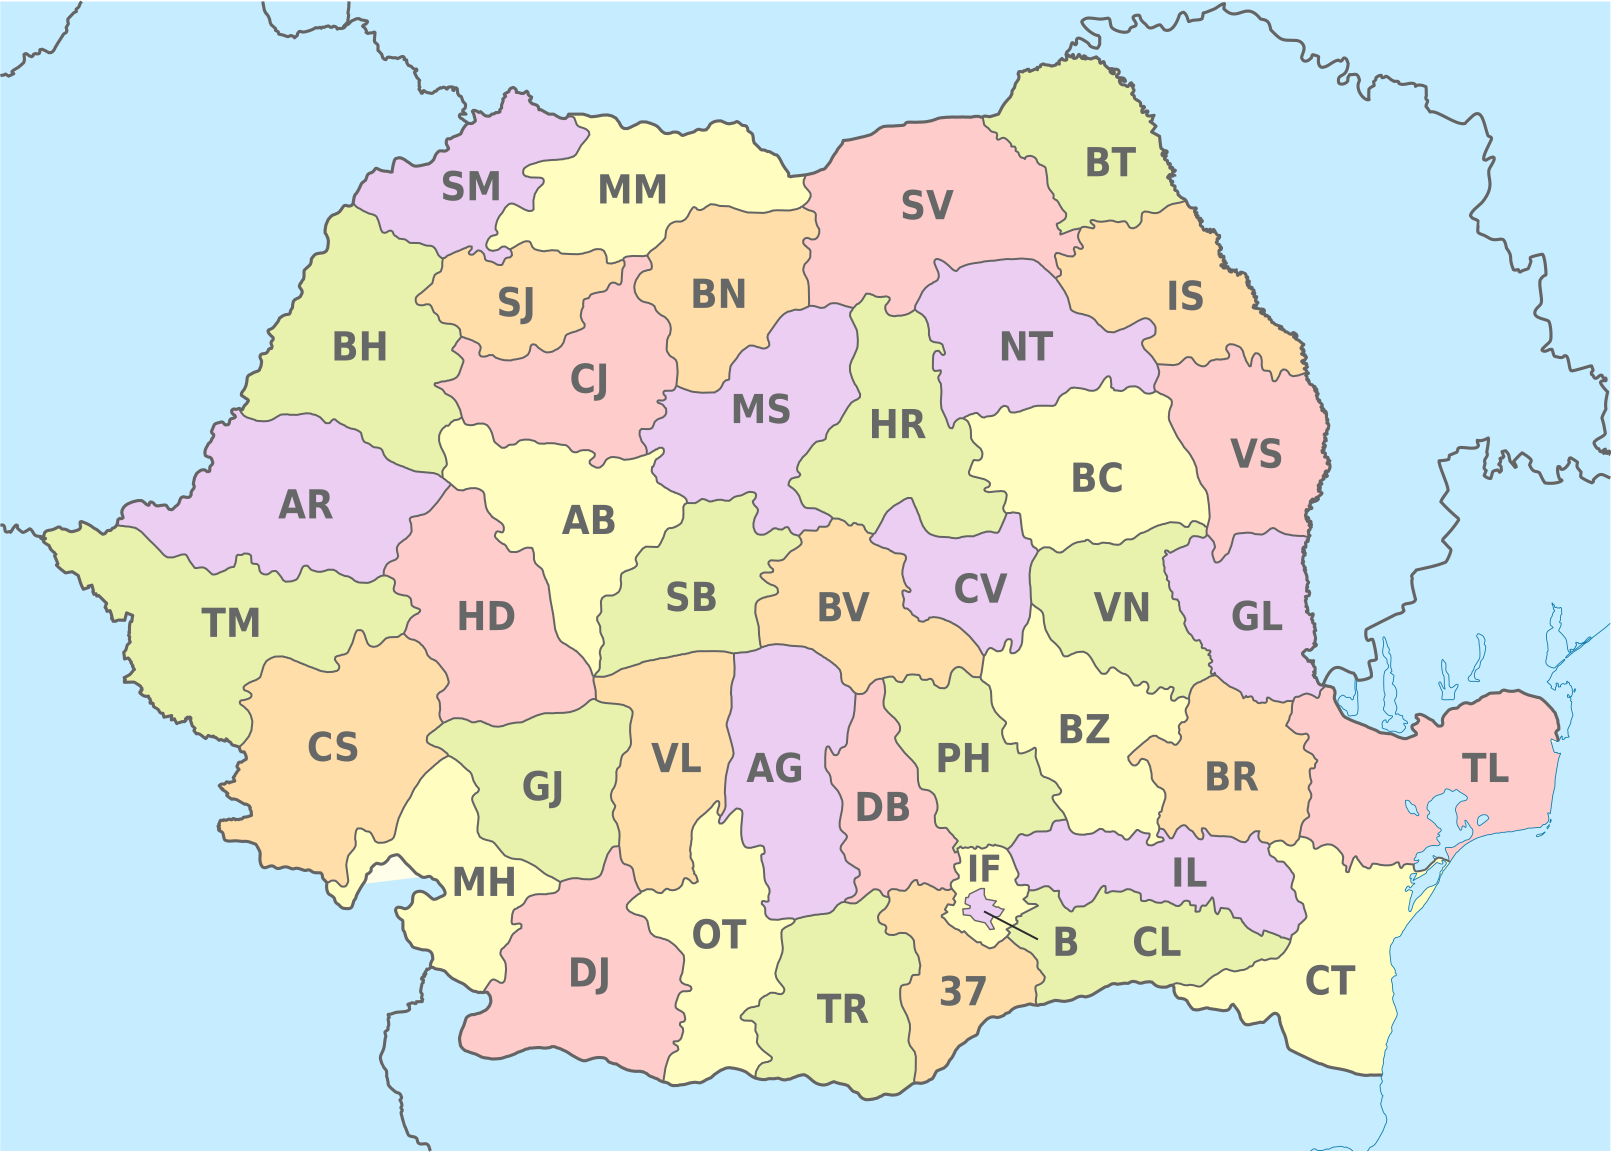 BT
SM
MM
SV
SJ
BN
IS
BH
NT
CJ
MS
HR
VS
BC
AR
AB
CV
SB
BV
VN
HD
GL
TM
BZ
CS
VL
PH
AG
TL
BR
GJ
DB
IF
IL
MH
OT
B
CL
DJ
CT
37
TR